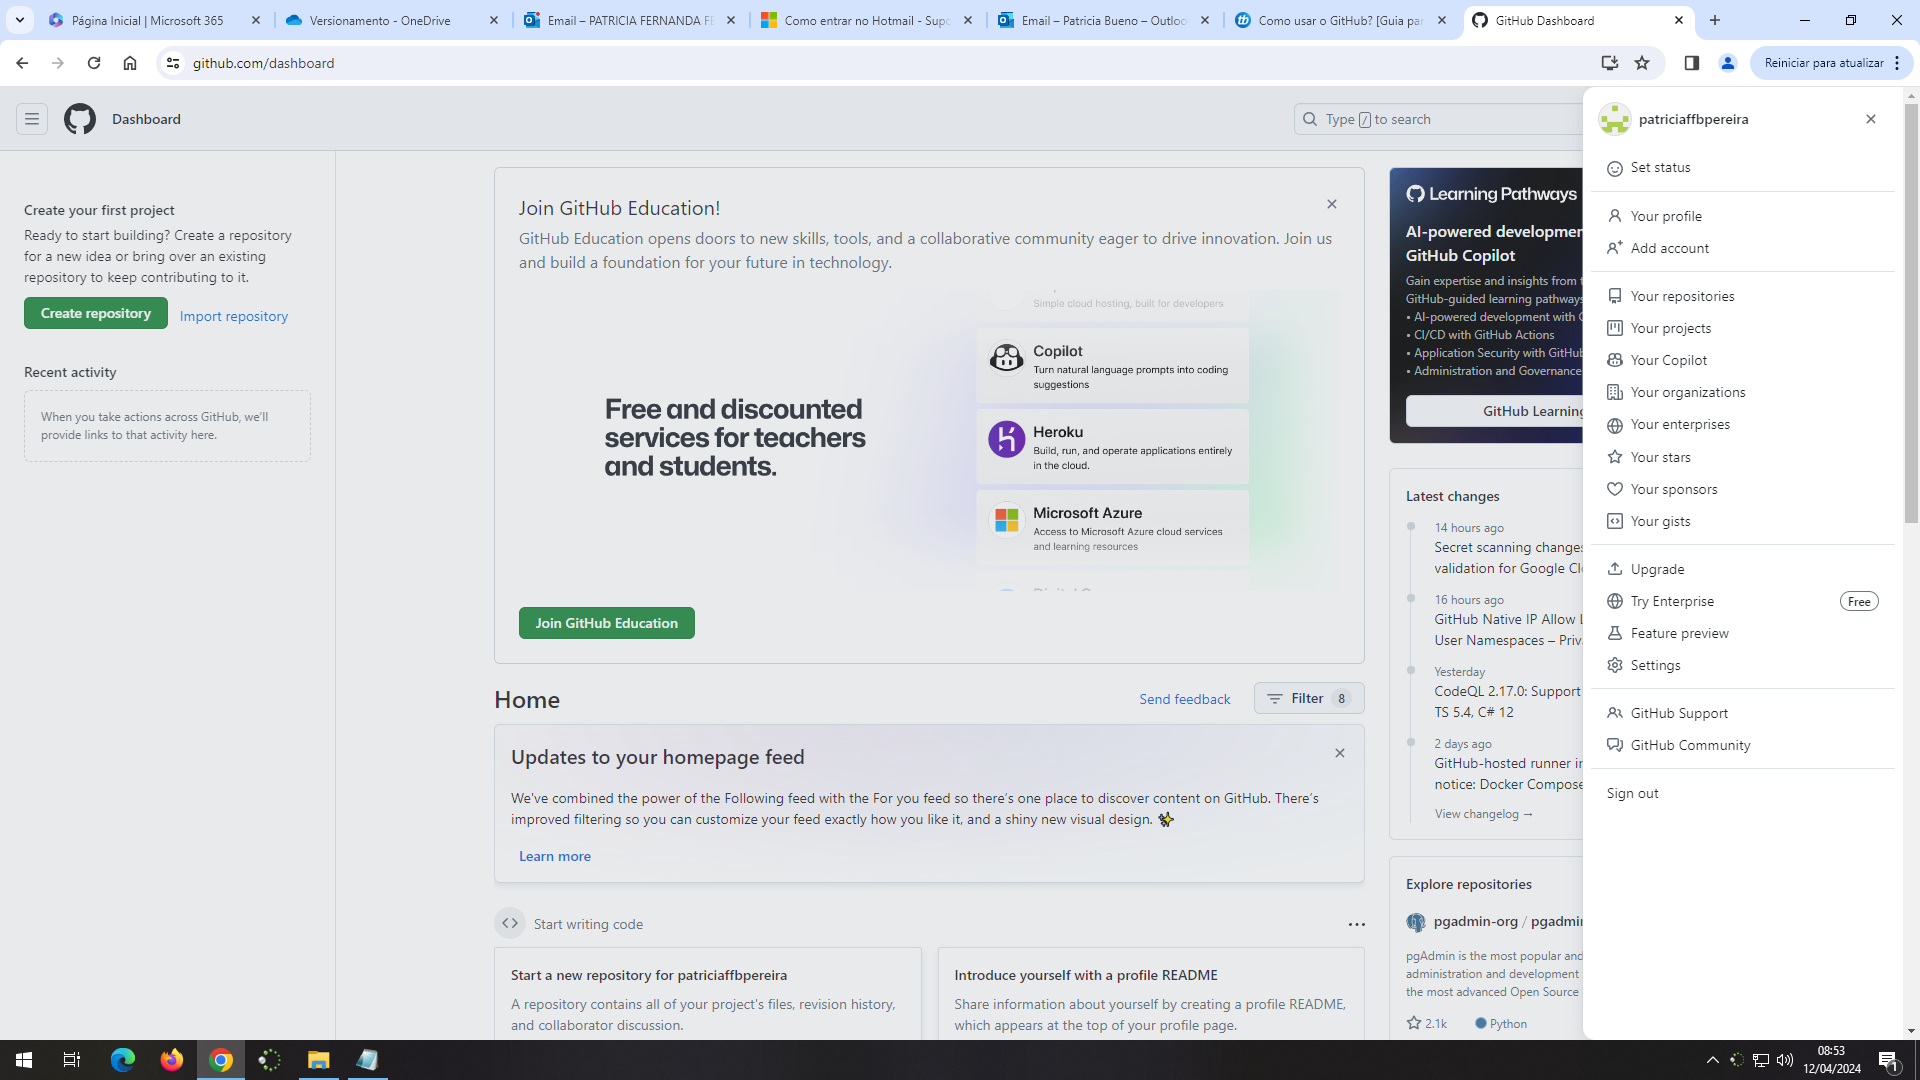 Página Inicial | Microsoft 365
Versionamento - OneDrive
Email – PATRICIA FERNANDA FE
Como entrar no Hotmail - Supo
Email – Patricia Bueno – Outloo
Como usar o GitHub? [Guia par
GitHub Dashboard
github.com/dashboard
Reiniciar para atualizar
Dashboard
Type / to search
patriciaffbpereira
Set status
Your profile
Add account
Your repositories
Your projects
Your Copilot
Your organizations
Your enterprises
Your stars
Your sponsors
Your gists
Upgrade
Try Enterprise
Free
Feature preview
Settings
GitHub Support
GitHub Community
Sign out
Create your first project
Ready to start building? Create a repository
for a new idea or bring over an existing
repository to keep contributing to it.
Create repository
Import repository
Recent activity
When you take actions across GitHub, we'll
provide links to that activity here.
Join GitHub Education!
GitHub Education opens doors to new skills, tools, and a collaborative community eager to drive innovation. Join us
and build a foundation for your future in technology.
Free and discounted
services for teachers
and students.
Simple cloud hosting, built for developers
Copilot
Turn natural language prompts into coding
suggestions
Heroku
Build, run, and operate applications entirely
in the cloud.
Microsoft Azure
Access to Microsoft Azure cloud services
and learning resources
Join GitHub Education
Home
Send feedback
Filter 8
Updates to your homepage feed
We've combined the power of the Following feed with the For you feed so there's one place to discover content on GitHub. There's
improved filtering so you can customize your feed exactly how you like it, and a shiny new visual design. ✨
Learn more
Start writing code
Start a new repository for patriciaffbpereira
A repository contains all of your project's files, revision history,
and collaborator discussion.
Introduce yourself with a profile README
Share information about yourself by creating a profile README,
which appears at the top of your profile page.
Learning Pathways
AI-powered developmen
GitHub Copilot
Gain expertise and insights from t
GitHub-guided learning pathways
• AI-powered development with G
• CI/CD with GitHub Actions
• Application Security with GitHub
• Administration and Governance
GitHub Learning
Latest changes
14 hours ago
Secret scanning changes
validation for Google Clo
16 hours ago
GitHub Native IP Allow L
User Namespaces – Priva
Yesterday
CodeQL 2.17.0: Support
TS 5.4, C# 12
2 days ago
GitHub-hosted runner in
notice: Docker Compose
View changelog →
Explore repositories
pgadmin-org / pgadmin
pgAdmin is the most popular and
administration and development
the most advanced Open Source
2.1k
Python
08:53
12/04/2024
1